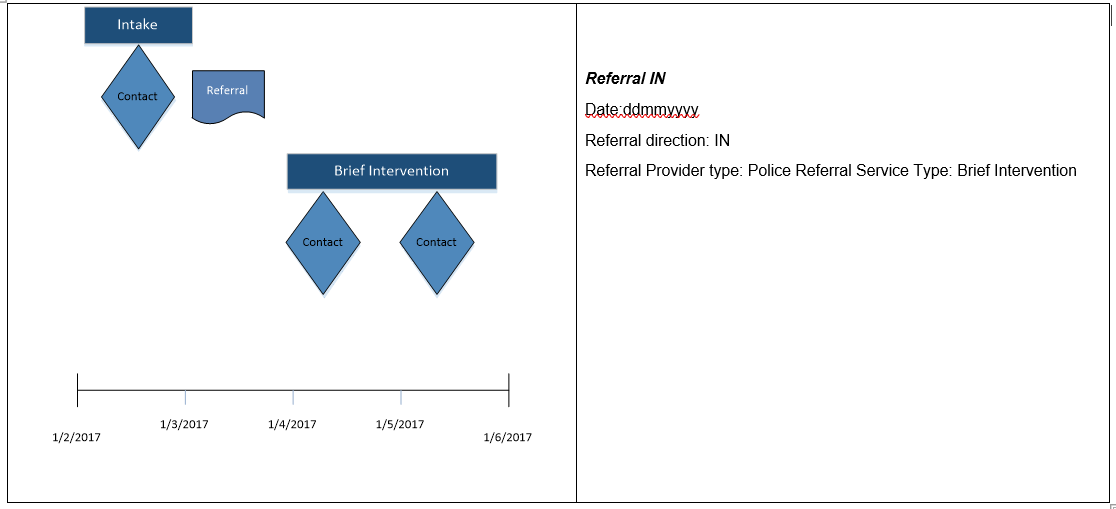 Intake
Contact
Referral
Brief Intervention
Contact
Contact
1/2/2017
1/3/2017
1/4/2017
1/5/2017
1/6/2017
Referral IN
Date:ddmmyyyy
Referral direction: IN
Referral Provider type: Police Referral Service Type: Brief Intervention